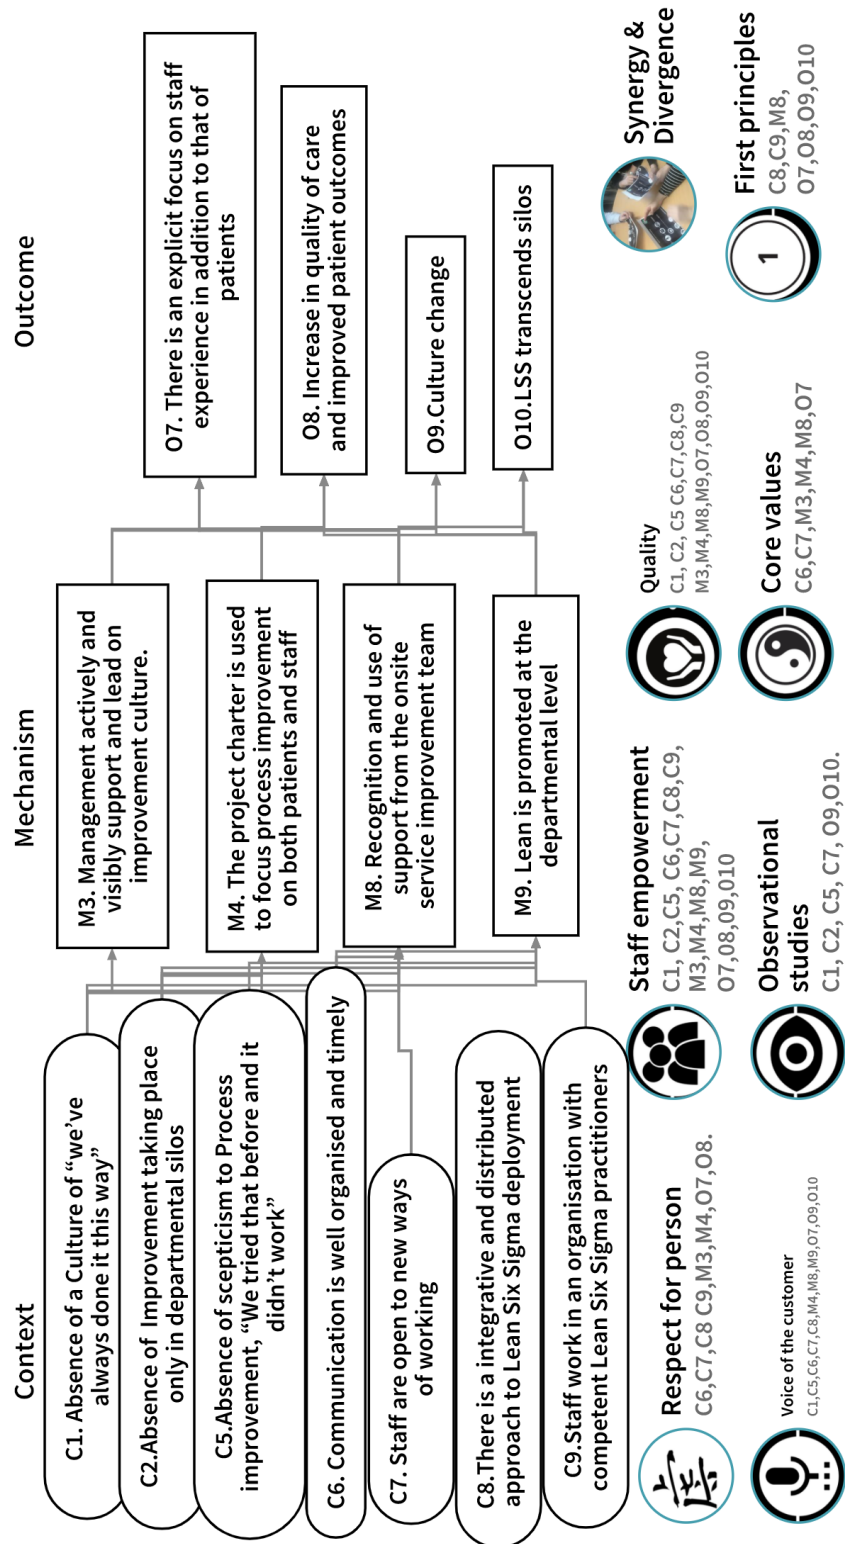 Context
Mechanism
Outcome
C1. Absence of a Culture of “we’ve
always done it this way”
C2.Absence of Improvement taking place
only in departmental silos
C5.Absence of scepticism to Process
improvement, “We tried that before and it
didn’t work”
C6. Communication is well organised and timely
C7. Staff are open to new ways
of working
C8.There is a integrative and distributed
approach to Lean Six Sigma deployment
C9.Staff work in an organisation with
competent Lean Six Sigma practitioners
M3. Management actively and
visibly support and lead on
improvement culture.
M4. The project charter is used
to focus process improvement
on both patients and staff
M8. Recognition and use of
support from the onsite
service improvement team
M9. Lean is promoted at the
departmental level
O7. There is an explicit focus on staff
experience in addition to that of
patients
O8. Increase in quality of care
and improved patient outcomes
O9.Culture change
O10.LSS transcends silos
Respect for person
C6,C7,C8 C9,M3,M4,O7,O8.
Staff empowerment
C1, C2,C5, C6,C7,C8,C9,
M3,M4,M8,M9,
O7,08,09,010
Quality
C1, C2, C5 C6,C7,C8,C9
M3,M4,M8,M9,O7,O8,O9,O10
Synergy &
Divergence
Voice of the customer
C1,C5,C6,C7,C8,M4,M8,M9,O7,O9,O10
Observational
studies
C1, C2, C5, C7, O9,O10.
Core values
C6,C7,M3,M4,M8,O7
1
First principles
C8,C9,M8,
O7,O8,O9,O10